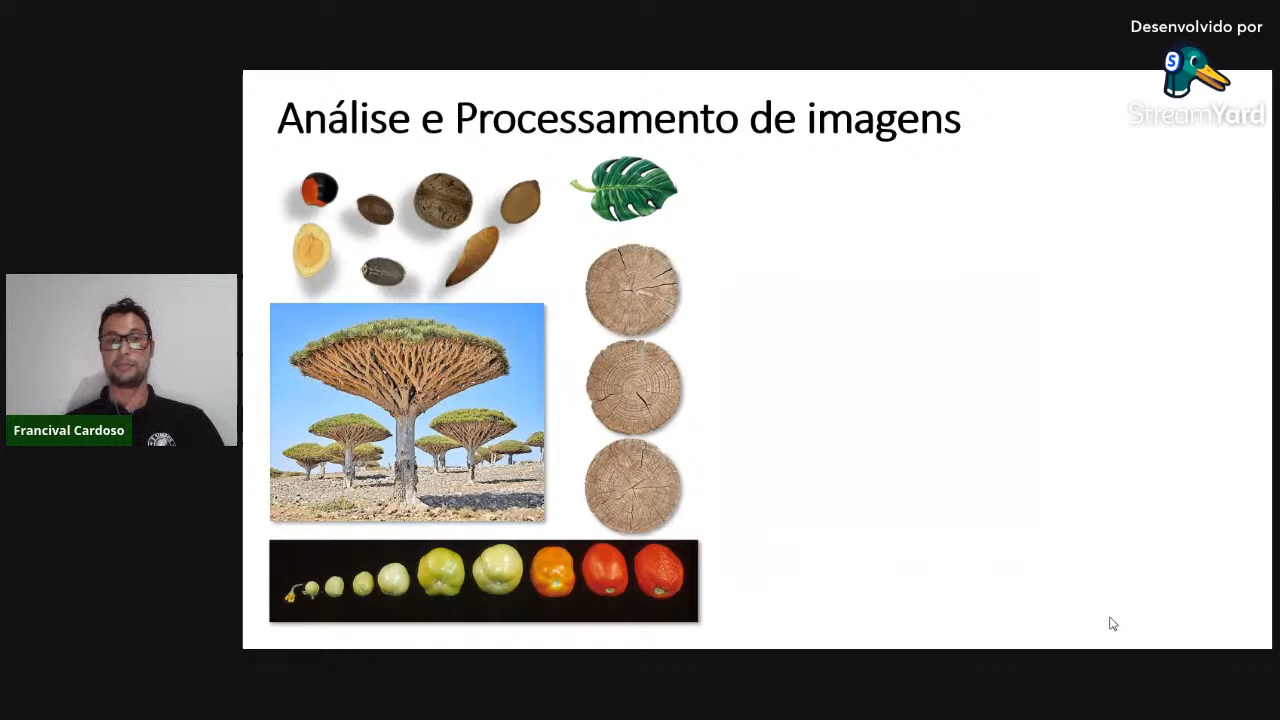 Desenvolvido por
StreamYard
Análise e Processamento de imagens
Francival Cardoso